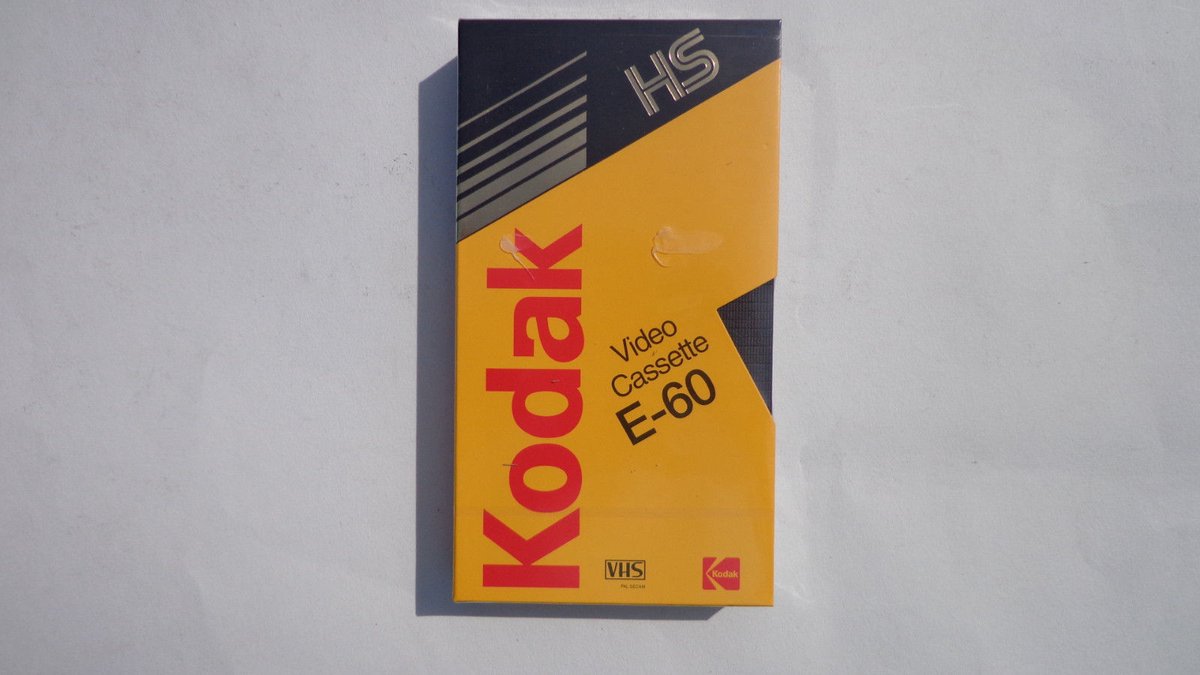 HS
Kodak
Video
Cassette
E-60
VHS
PAL SECAM
Kodak